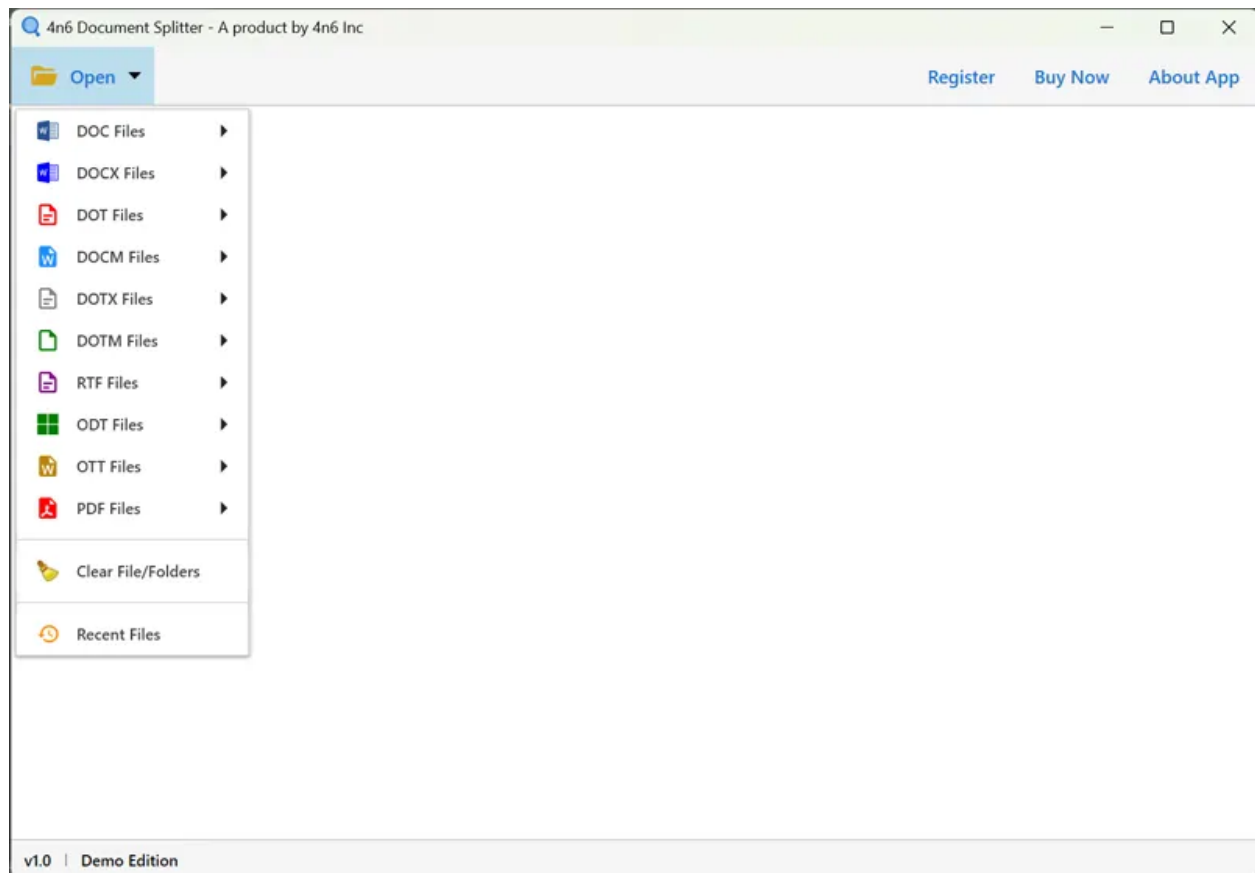 4n6 Document Splitter - A product by 4n6 Inc
Open Register Buy Now About App
DOC Files
DOCX Files
DOT Files
DOCM Files
DOTX Files
DOTM Files
RTF Files
ODT Files
OTT Files
PDF Files
Clear File/Folders
Recent Files
v1.0 | Demo Edition